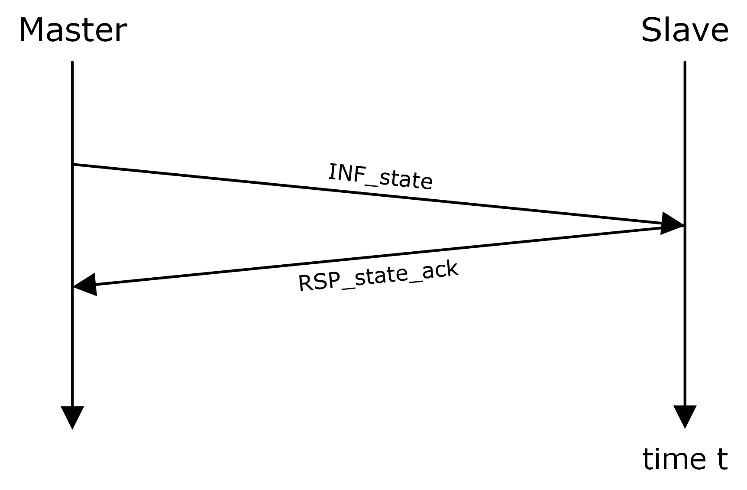 Master
Slave
INF_state
RSP_state_ack
time t